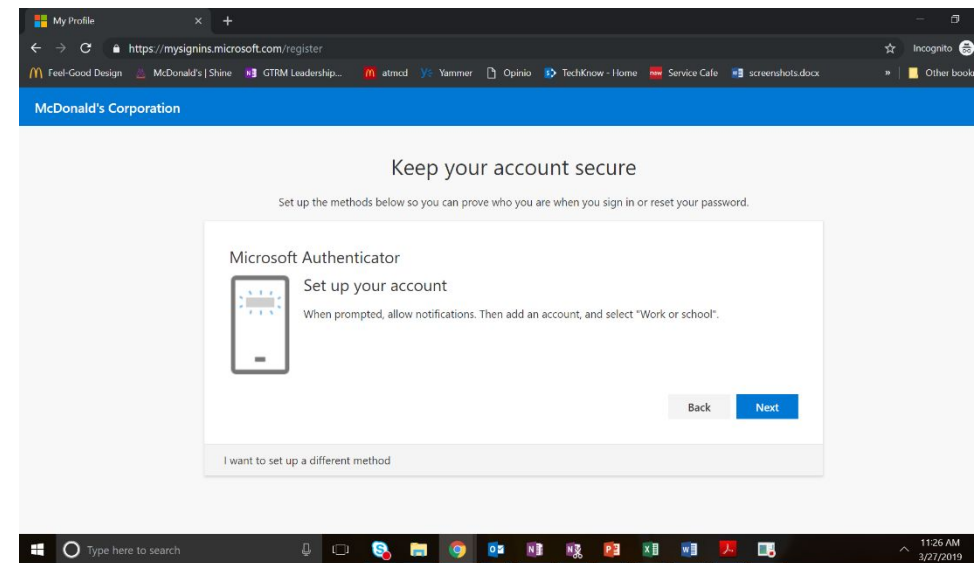 My Profile
https://mysignins.microsoft.com/register
Incognito
Feel-Good Design McDonald's | Shine GTRM Leadership... atmcd Yammer Opinio TechKnow - Home now Service Cafe screenshots.docx » Other book
McDonald's Corporation
Keep your account secure
Set up the methods below so you can prove who you are when you sign in or reset your password.
Microsoft Authenticator
Set up your account
When prompted, allow notifications. Then add an account, and select "Work or school".
Back Next
I want to set up a different method
Type here to search
11:26 AM
3/27/2019